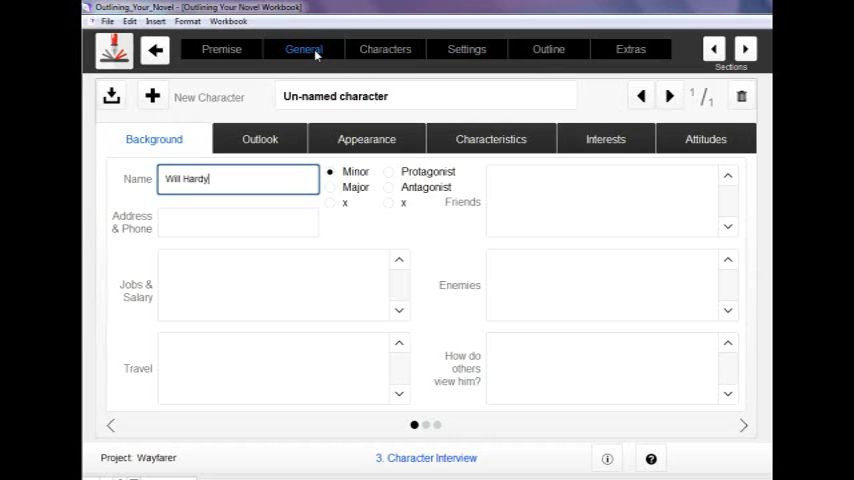 Outlining_Your_Novel - [Outlining Your Novel Workbook]
File Edit Insert Format Workbook
Premise General Characters Settings Outline Extras
Sections
New Character Un-named character 1/1
Background Outlook Appearance Characteristics Interests Attitudes
Name Will Hardy Minor Protagonist
Major Antagonist
x x Friends
Address
& Phone
Jobs &
Salary
Enemies
Travel
How do
others
view him?
Project: Wayfarer 3. Character Interview